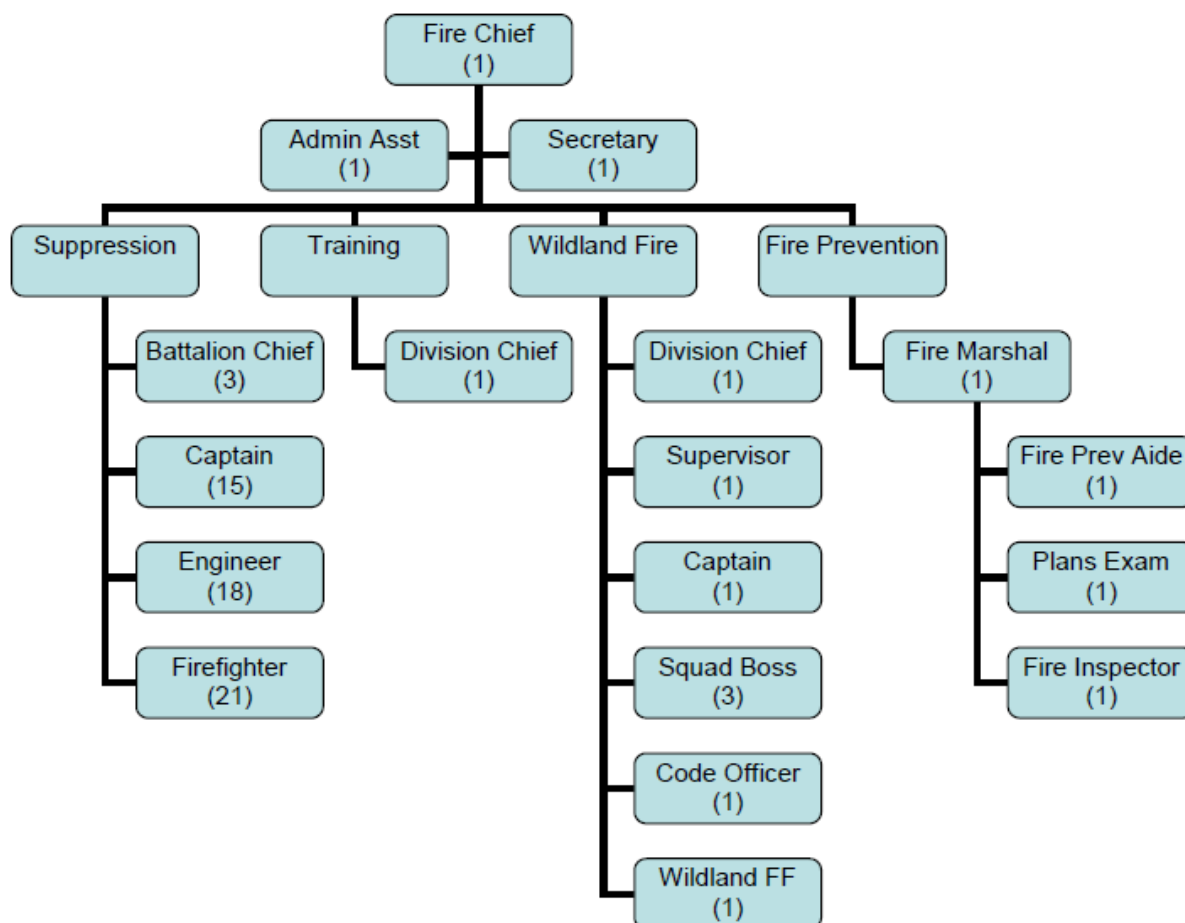 Fire Chief
(1)
Admin Asst
(1)
Secretary
(1)
Suppression
Training
Wildland Fire
Fire Prevention
Battalion Chief
(3)
Division Chief
(1)
Division Chief
(1)
Fire Marshal
(1)
Captain
(15)
Supervisor
(1)
Fire Prev Aide
(1)
Engineer
(18)
Captain
(1)
Plans Exam
(1)
Firefighter
(21)
Squad Boss
(3)
Fire Inspector
(1)
Code Officer
(1)
Wildland FF
(1)